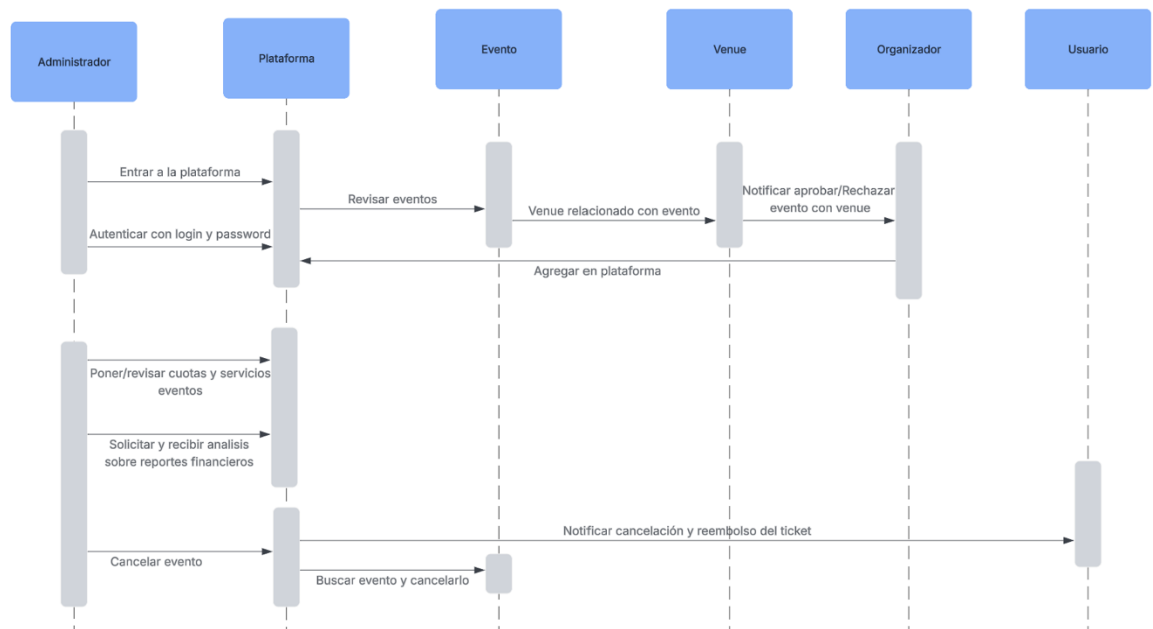 Administrador
Plataforma
Evento
Venue
Organizador
Usuario
Entrar a la plataforma
Revisar eventos
Venue relacionado con evento
Notificar aprobar/Rechazar
evento con venue
Autenticar con login y password
Agregar en plataforma
Poner/revisar cuotas y servicios
eventos
Solicitar y recibir analisis
sobre reportes financieros
Notificar cancelación y reembolso del ticket
Cancelar evento
Buscar evento y cancelarlo